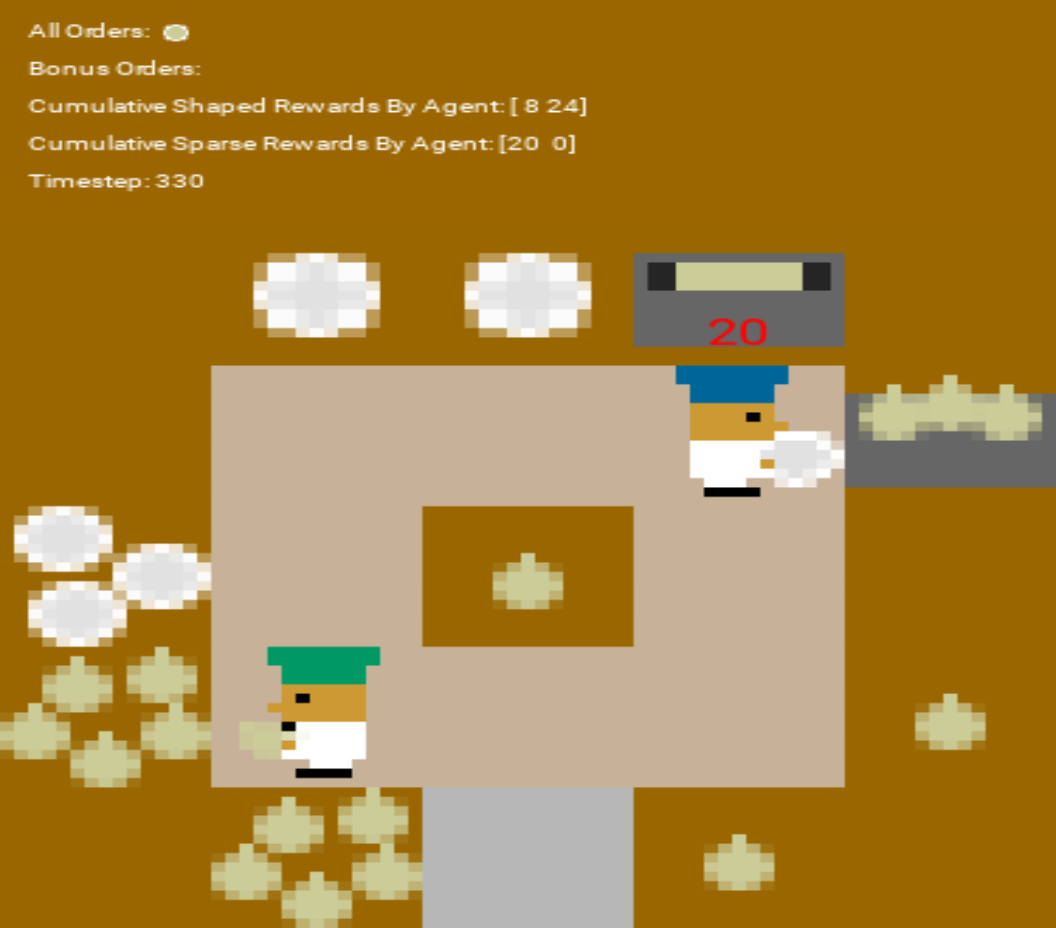 All Orders:
Bonus Orders:
Cumulative Shaped Rewards By Agent: [ 8 24]
Cumulative Sparse Rewards By Agent: [20  0]
Timestep: 330
20